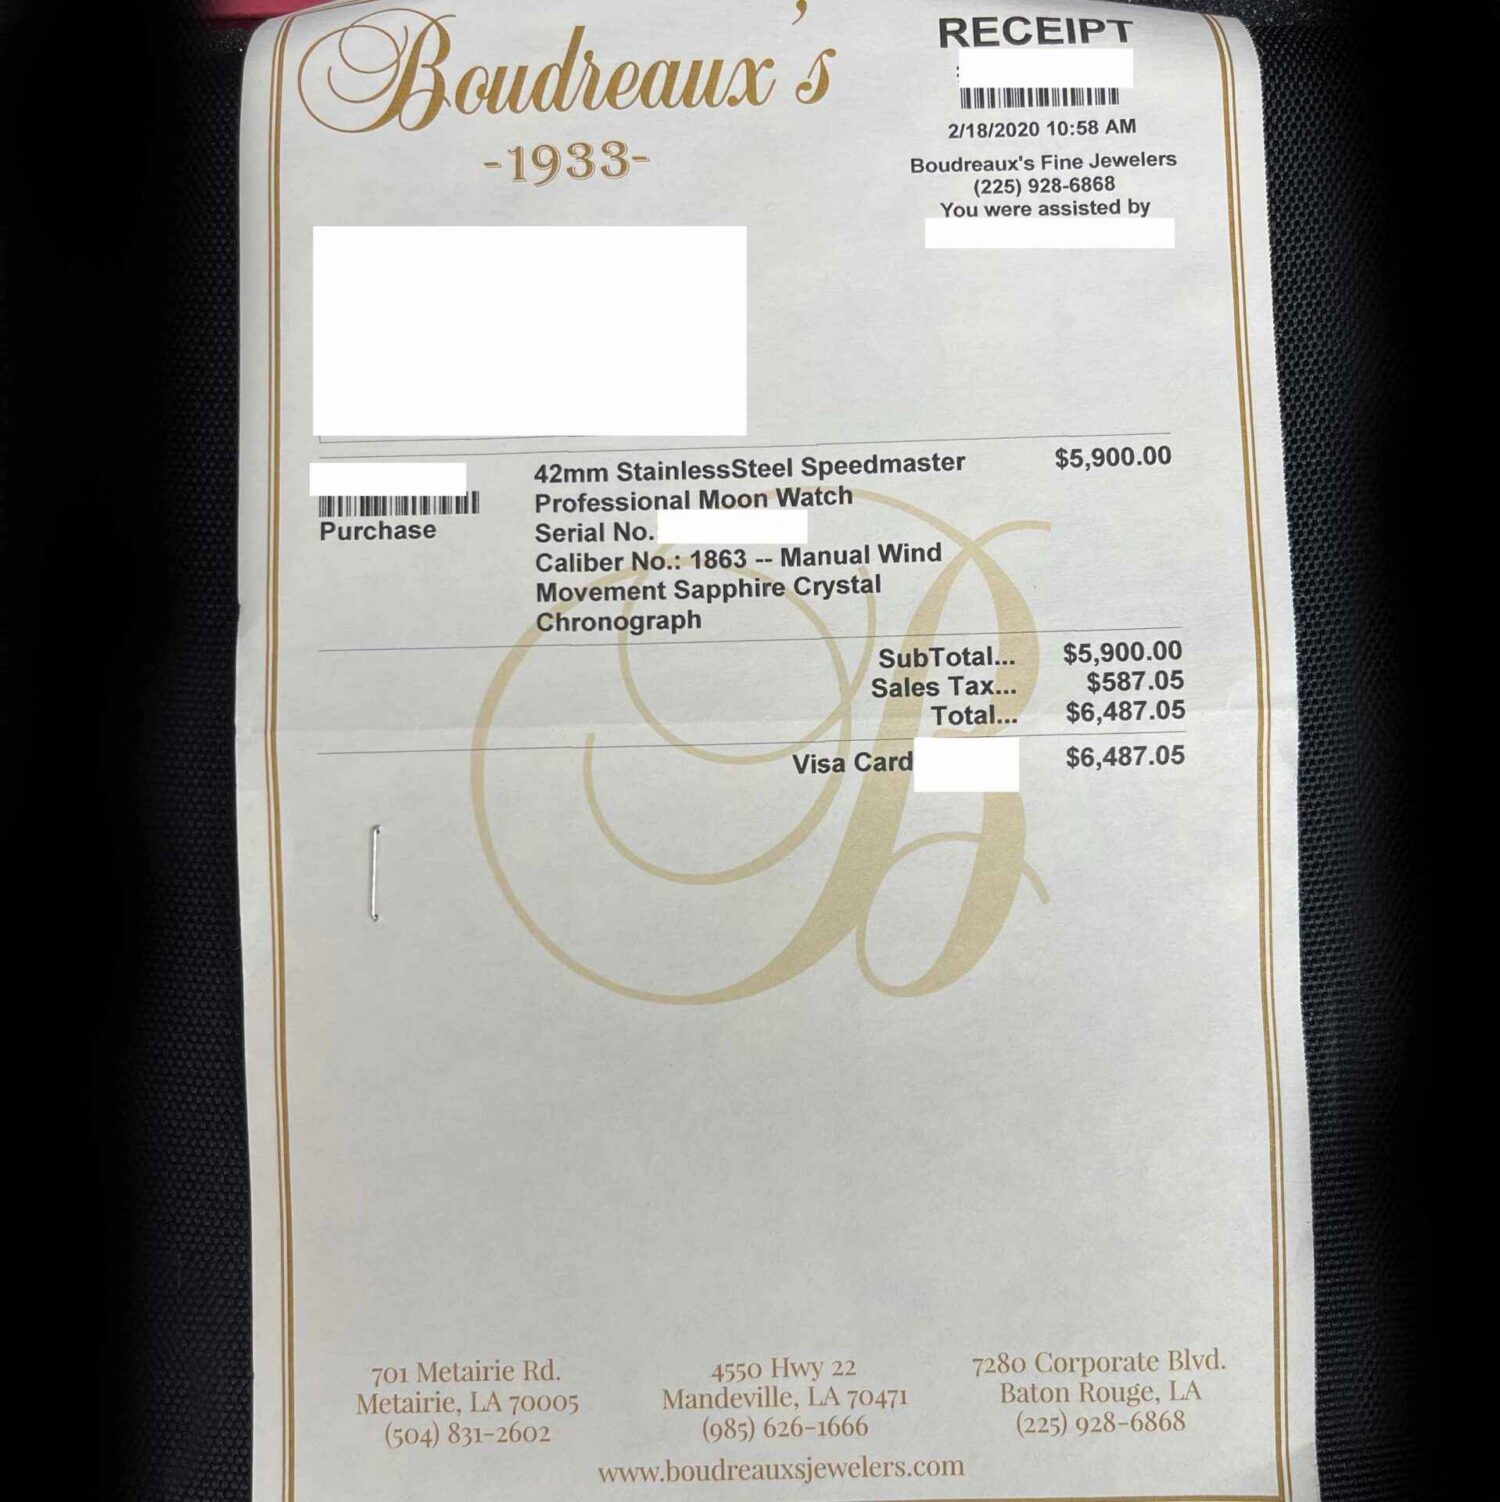 Boudreaux's
-1933-
RECEIPT
2/18/2020 10:58 AM
Boudreaux's Fine Jewelers
(225) 928-6868
You were assisted by
42mm StainlessSteel Speedmaster $5,900.00
Professional Moon Watch
Purchase
Serial No.
Caliber No.: 1863 -- Manual Wind
Movement Sapphire Crystal
Chronograph
SubTotal... $5,900.00
Sales Tax... $587.05
Total... $6,487.05
Visa Card $6,487.05
B
701 Metairie Rd.
Metairie, LA 70005
(504) 831-2602
4550 Hwy 22
Mandeville, LA 70471
(985) 626-1666
7280 Corporate Blvd.
Baton Rouge, LA
(225) 928-6868
www.boudreauxsjewelers.com